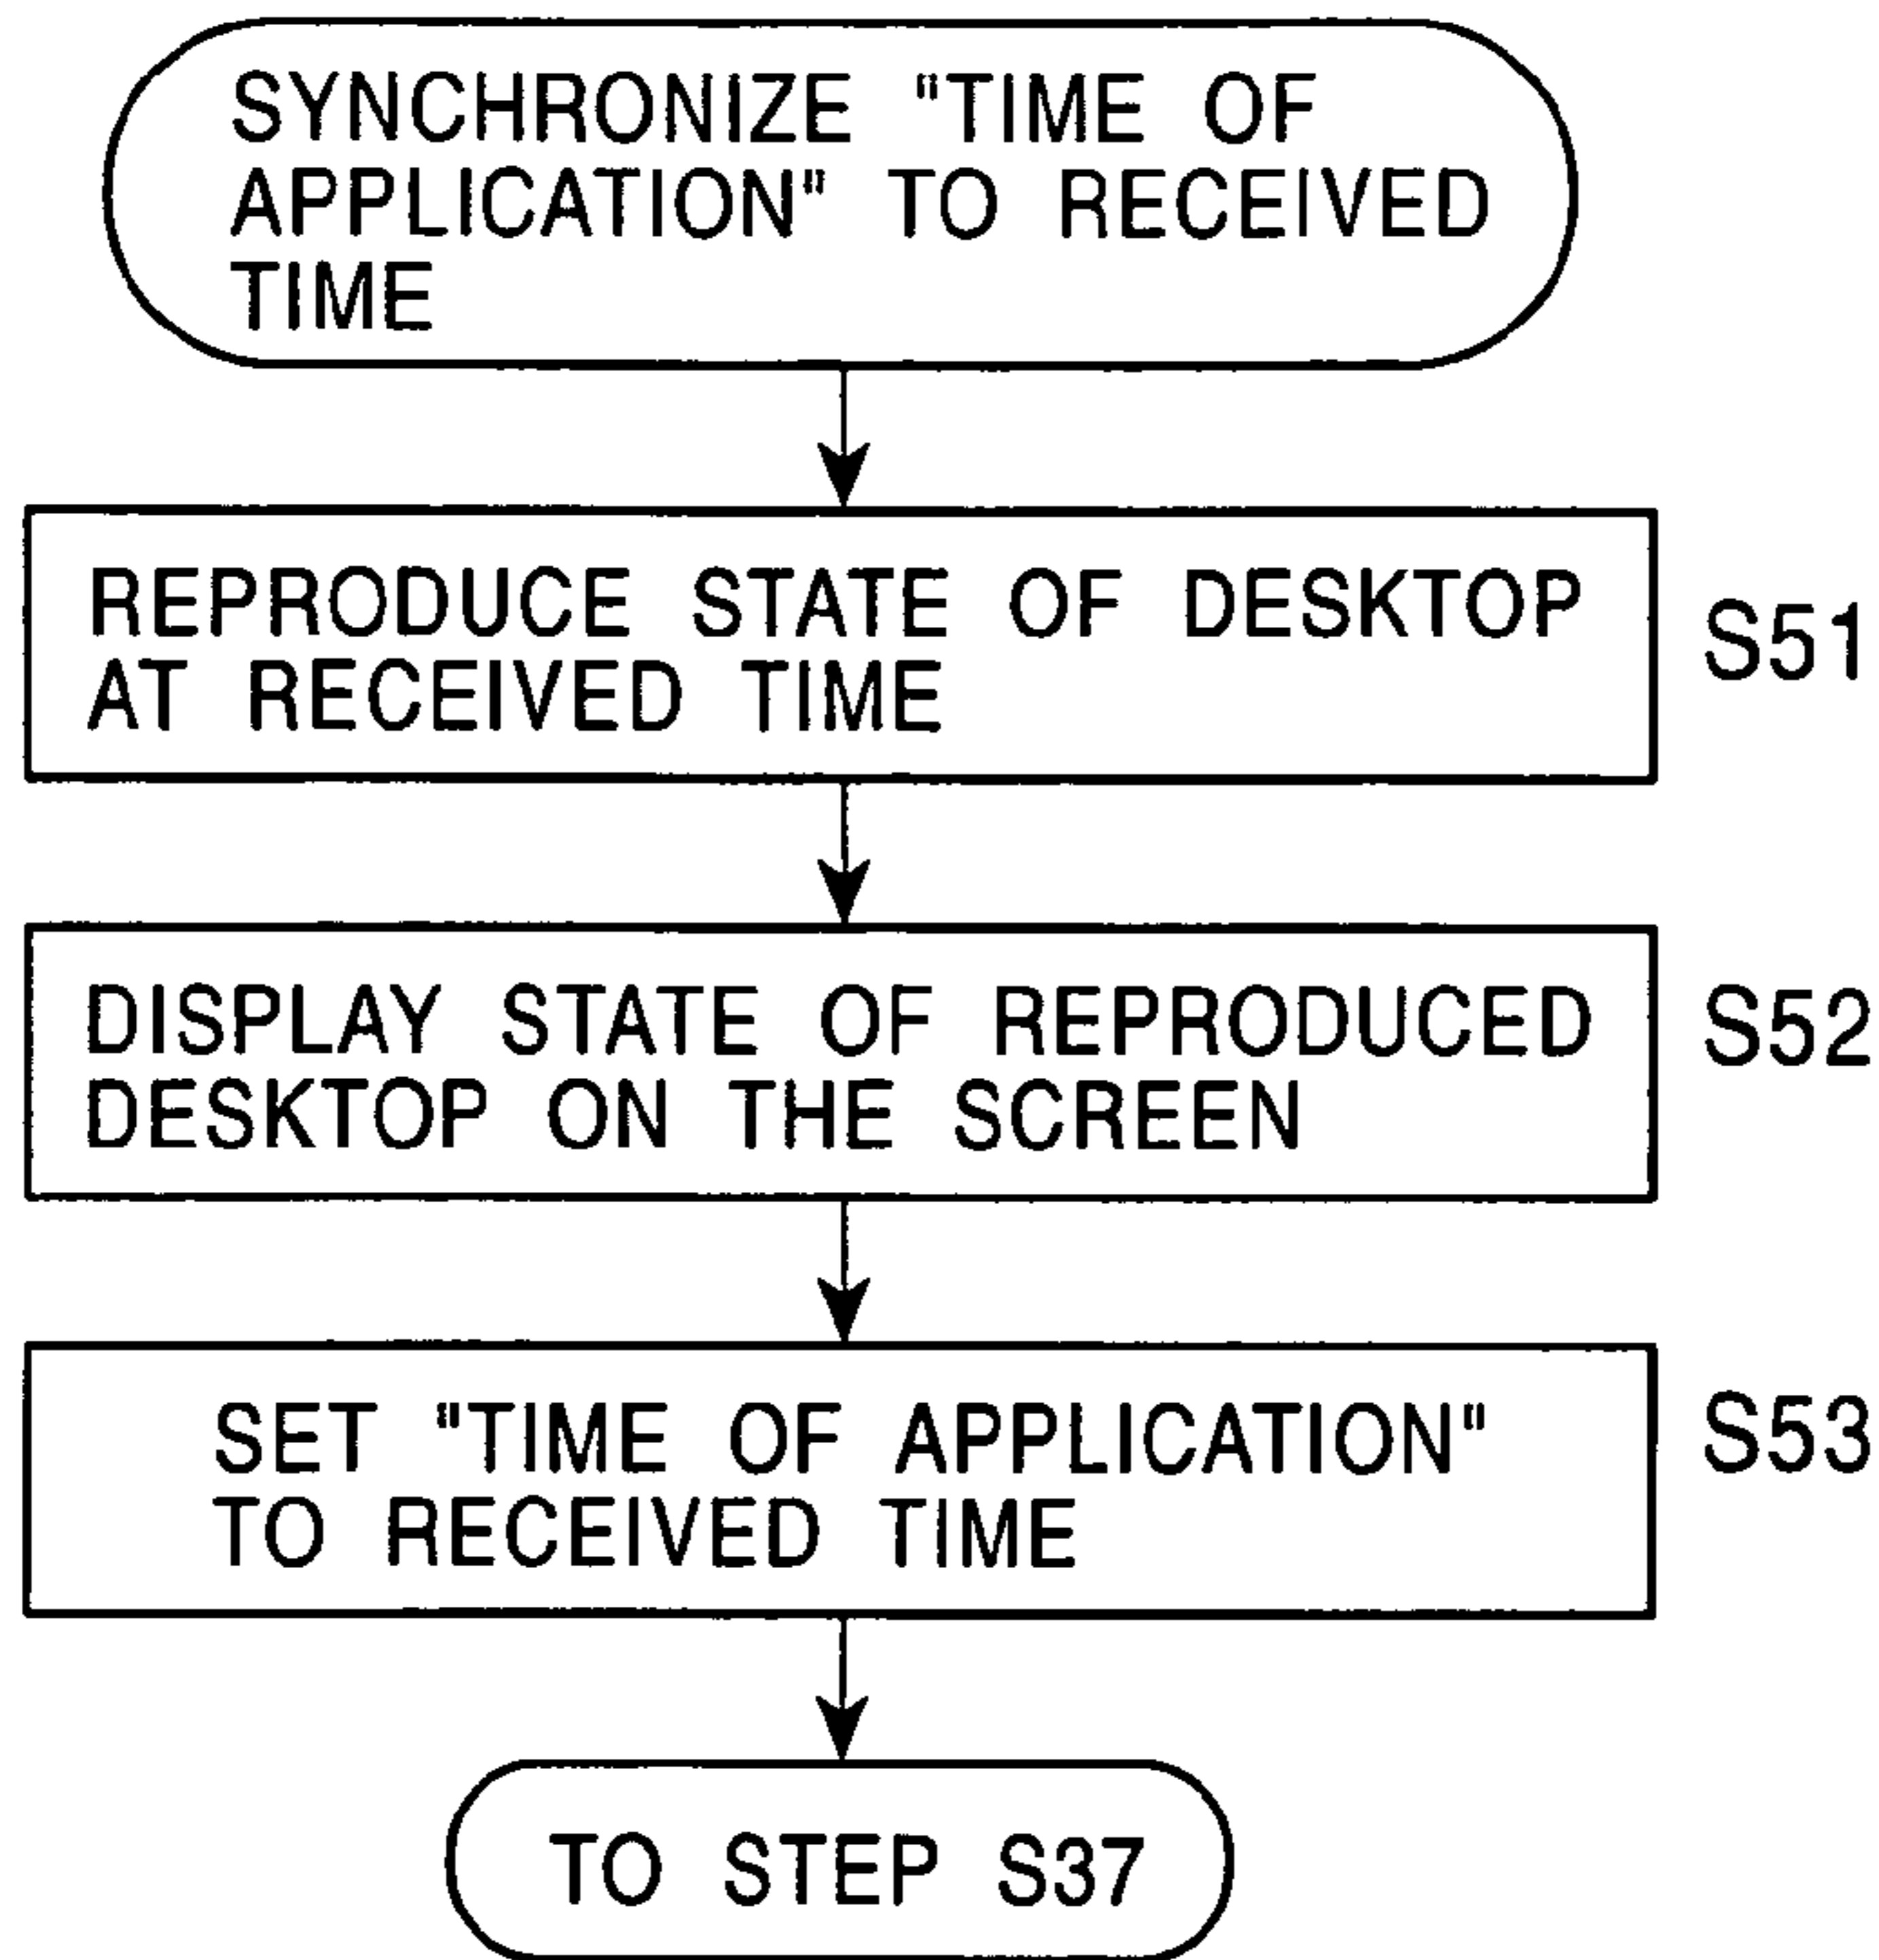 SYNCHRONIZE "TIME OF
APPLICATION" TO RECEIVED
TIME
REPRODUCE STATE OF DESKTOP
AT RECEIVED TIME
S51
DISPLAY STATE OF REPRODUCED
DESKTOP ON THE SCREEN
S52
SET "TIME OF APPLICATION"
TO RECEIVED TIME
S53
TO STEP S37